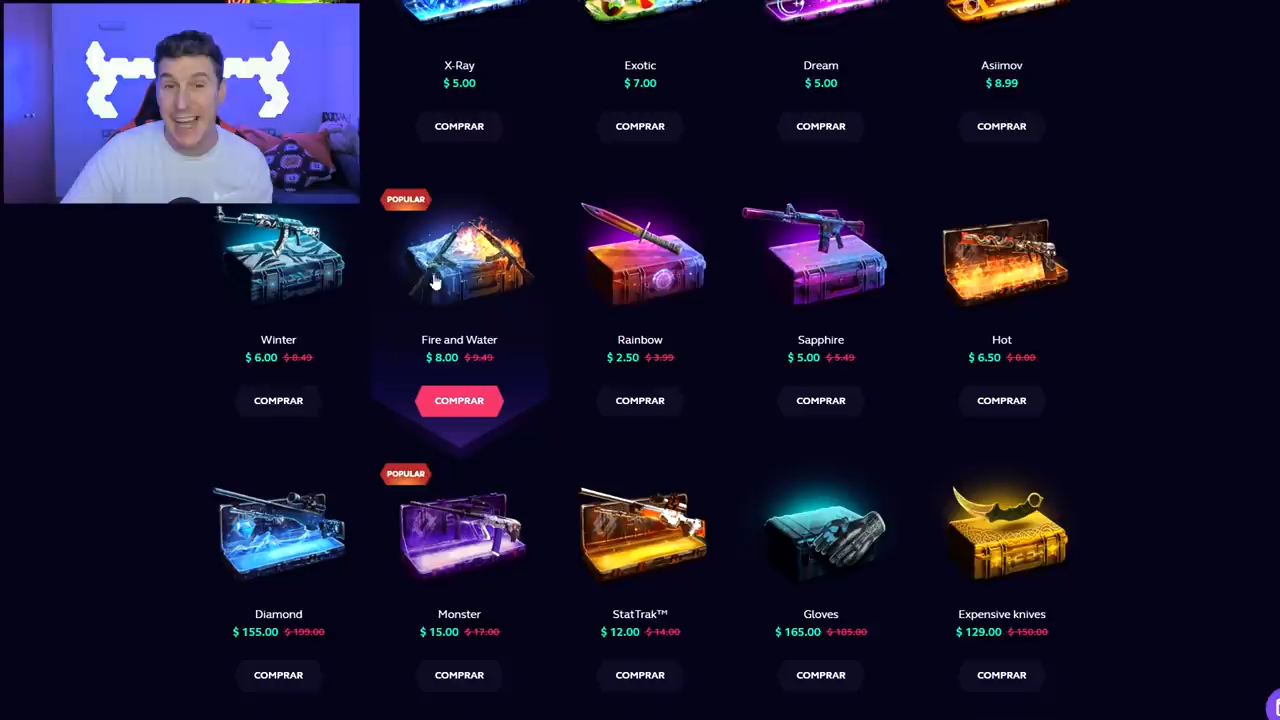 X-Ray
$ 5.00
COMPRAR
Exotic
$ 7.00
COMPRAR
Dream
$ 5.00
COMPRAR
Asiimov
$ 8.99
COMPRAR
Winter
$ 6.00 $ 8.49
COMPRAR
POPULAR
Fire and Water
$ 8.00 $ 9.49
COMPRAR
Rainbow
$ 2.50 $ 3.99
COMPRAR
Sapphire
$ 5.00 $ 5.49
COMPRAR
Hot
$ 6.50 $ 8.00
COMPRAR
Diamond
$ 155.00 $ 199.00
COMPRAR
POPULAR
Monster
$ 15.00 $ 17.00
COMPRAR
StatTrak™
$ 12.00 $ 14.00
COMPRAR
Gloves
$ 165.00 $ 185.00
COMPRAR
Expensive knives
$ 129.00 $ 150.00
COMPRAR